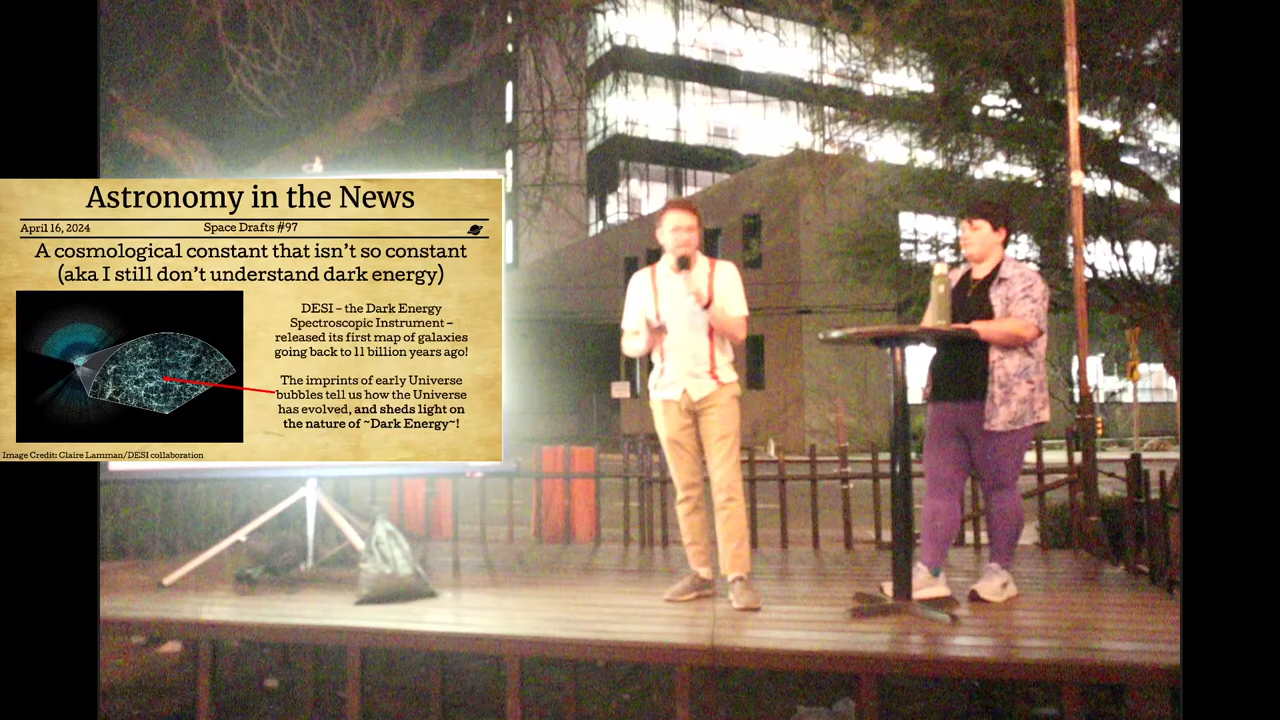 Astronomy in the News
April 16, 2024 Space Drafts #97
A cosmological constant that isn't so constant
(aka I still don't understand dark energy)
DESI – the Dark Energy
Spectroscopic Instrument –
released its first map of galaxies
going back to 11 billion years ago!
The imprints of early Universe
bubbles tell us how the Universe
has evolved, and sheds light on
the nature of ~Dark Energy~!
Image Credit: Claire Lamman/DESI collaboration